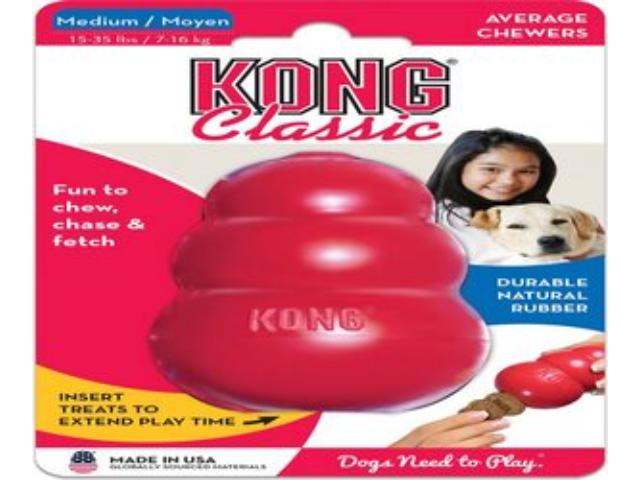 Medium / Moyen
15-35 lbs / 7-16 kg
AVERAGE
CHEWERS
KONG®
Classic
Fun to
chew,
chase &
fetch
KONG
DURABLE
NATURAL
RUBBER
INSERT
TREATS TO
EXTEND PLAY TIME
MADE IN USA
GLOBALLY SOURCED MATERIALS
Dogs Need to Play.